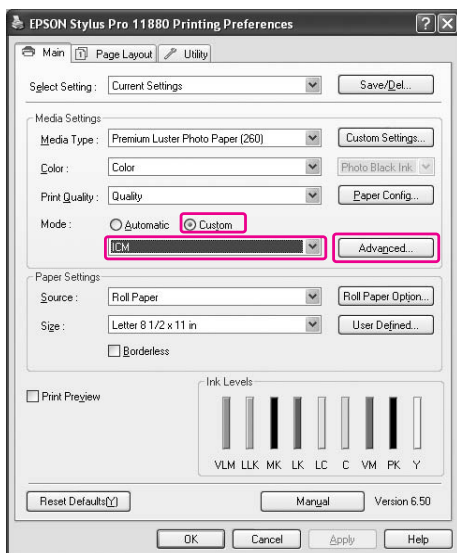 EPSON Stylus Pro 11880 Printing Preferences
Main Page Layout Utility
Select Setting : Current Settings Save/Del...
Media Settings
Media Type : Premium Luster Photo Paper (260) Custom Settings...
Color : Color Photo Black Ink
Print Quality : Quality Paper Config...
Mode : Automatic Custom
ICM Advanced...
Paper Settings
Source : Roll Paper Roll Paper Option...
Size : Letter 8 1/2 x 11 in User Defined...
Borderless
Print Preview
Ink Levels
VLM LLK MK LK LC C VM PK Y
Reset Defaults(Y) Manual Version 6.50
OK Cancel Apply Help